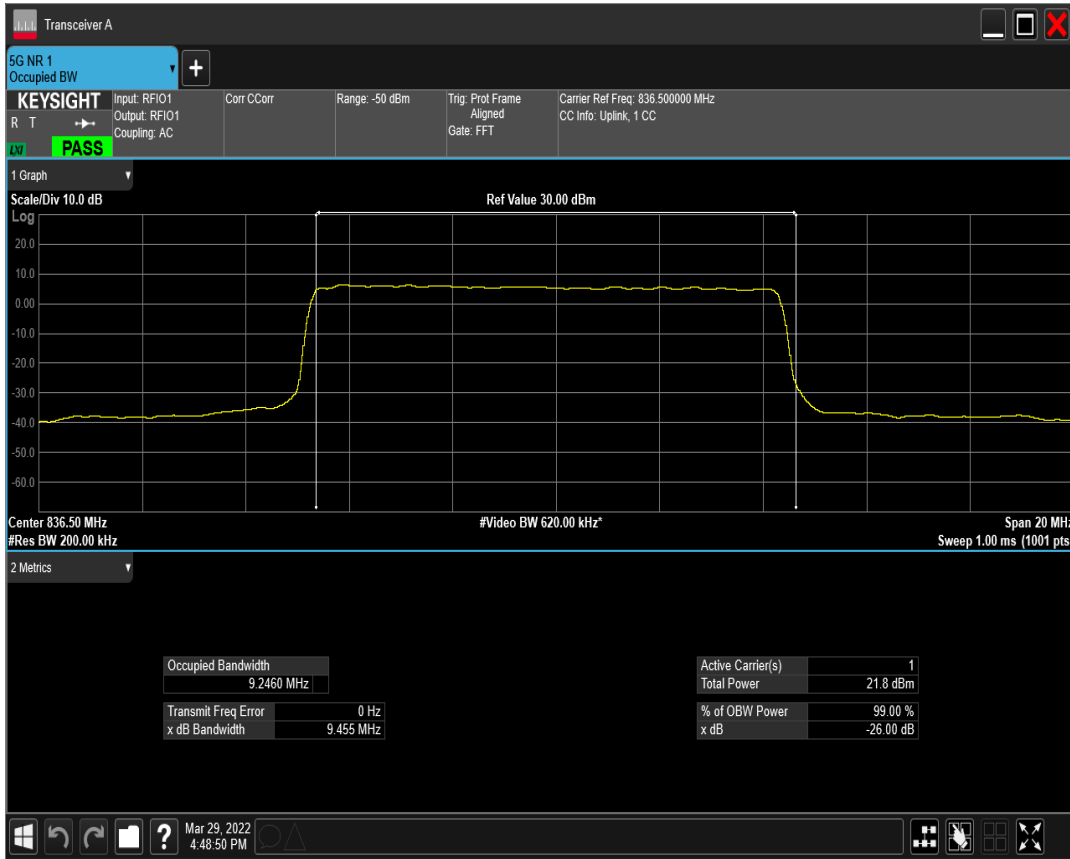 Transceiver A
5G NR 1
Occupied BW
KEYSIGHT
R T
LXI
PASS
Input: RFIO1
Output: RFIO1
Coupling: AC
Corr CCorr
Range: -50 dBm
Trig: Prot Frame
Aligned
Gate: FFT
Carrier Ref Freq: 836.500000 MHz
CC Info: Uplink, 1 CC
1 Graph
Scale/Div 10.0 dB
Ref Value 30.00 dBm
Log
20.0
10.0
0.00
-10.0
-20.0
-30.0
-40.0
-50.0
-60.0
Center 836.50 MHz
#Video BW 620.00 kHz*
Span 20 MHz
#Res BW 200.00 kHz
Sweep 1.00 ms (1001 pts
2 Metrics
Occupied Bandwidth
9.2460 MHz
Transmit Freq Error 0 Hz
x dB Bandwidth 9.455 MHz
Active Carrier(s) 1
Total Power 21.8 dBm
% of OBW Power 99.00 %
x dB -26.00 dB
?
Mar 29, 2022
4:48:50 PM